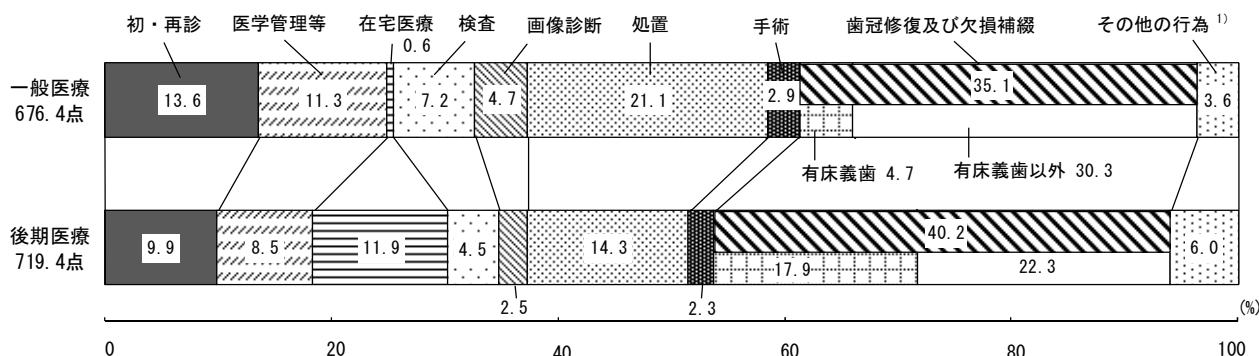 初・再診
医学管理等
在宅医療
0.6
検査
画像診断
処置
手術
歯冠修復及び欠損補綴
その他の行為 1)
一般医療
676.4点
13.6
11.3
7.2
4.7
21.1
2.9
35.1
3.6
有床義歯 4.7
有床義歯以外 30.3
後期医療
719.4点
9.9
8.5
11.9
4.5
14.3
40.2
17.9
22.3
6.0
2.5
2.3
(%)
0
20
40
60
80
100